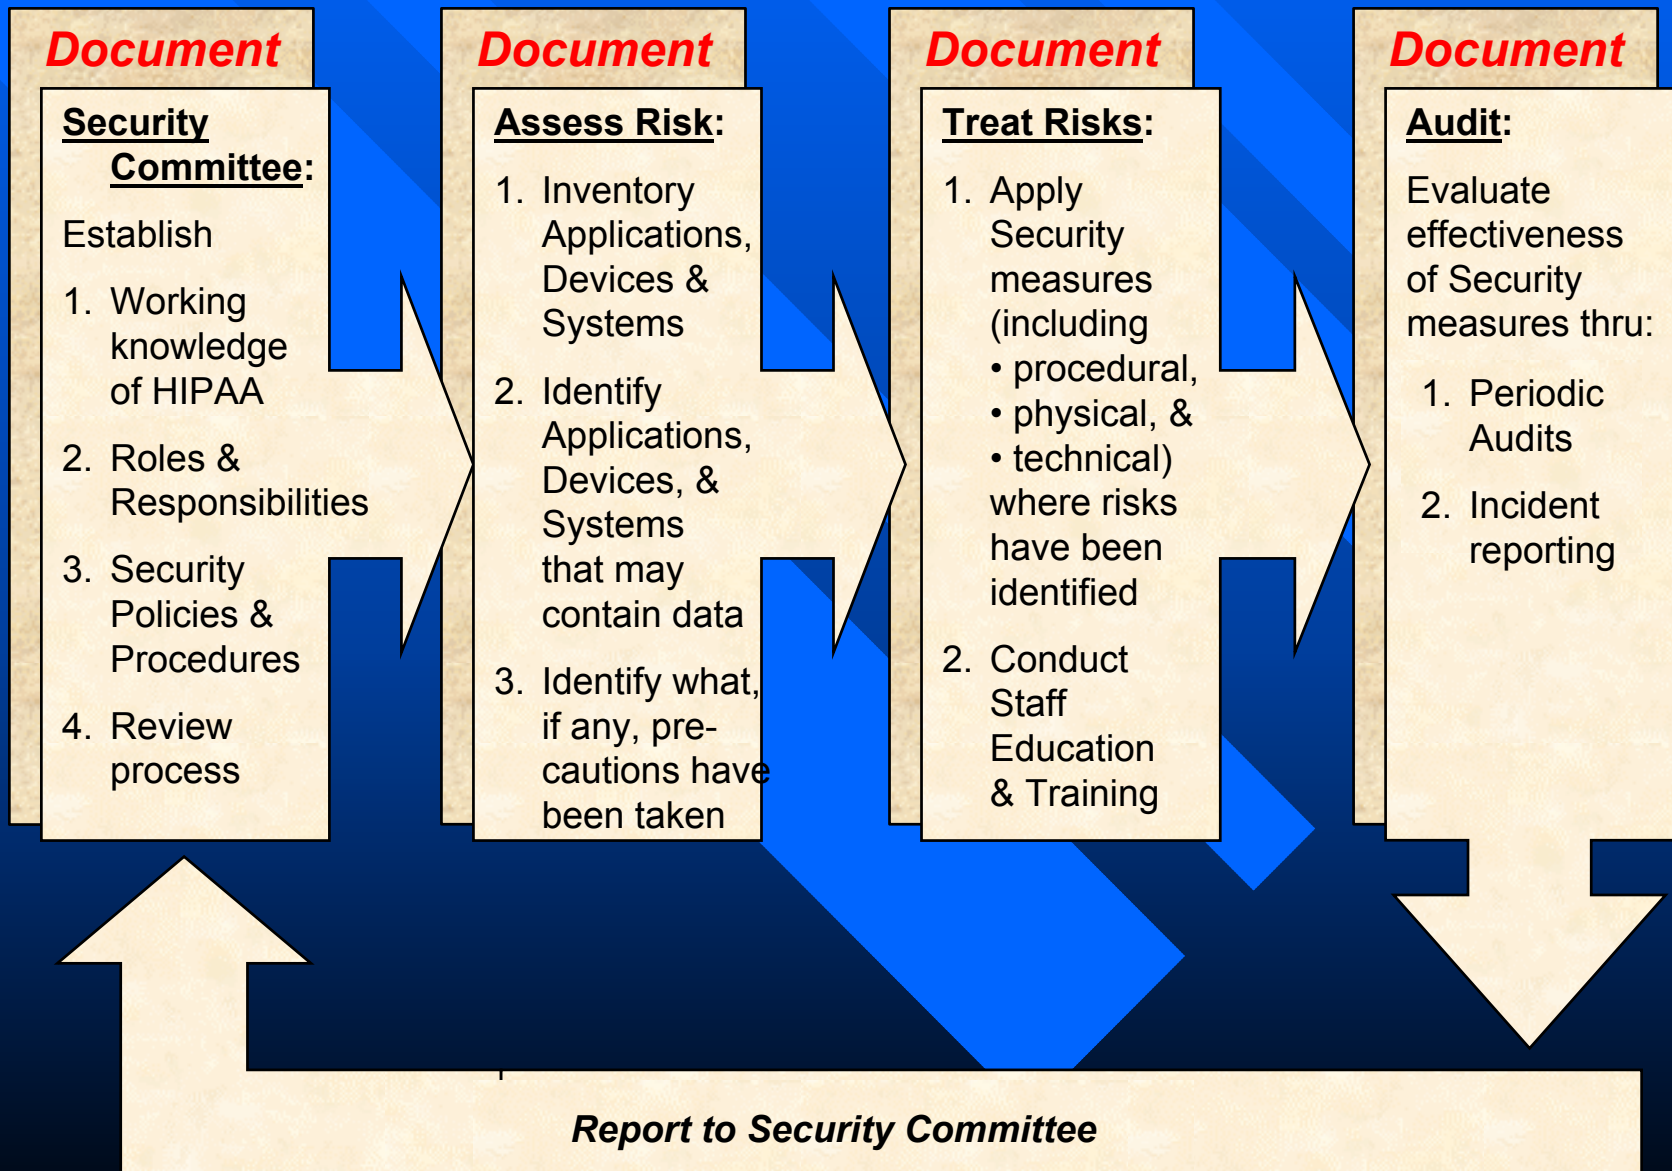 Document
Security
Committee:
Establish
1. Working
knowledge
of HIPAA
2. Roles &
Responsibilities
3. Security
Policies &
Procedures
4. Review
process
Document
Assess Risk:
1. Inventory
Applications,
Devices &
Systems
2. Identify
Applications,
Devices, &
Systems
that may
contain data
3. Identify what,
if any, pre-
cautions have
been taken
Document
Treat Risks:
1. Apply
Security
measures
(including
• procedural,
• physical, &
• technical)
where risks
have been
identified
2. Conduct
Staff
Education
& Training
Document
Audit:
Evaluate
effectiveness
of Security
measures thru:
1. Periodic
Audits
2. Incident
reporting
Report to Security Committee